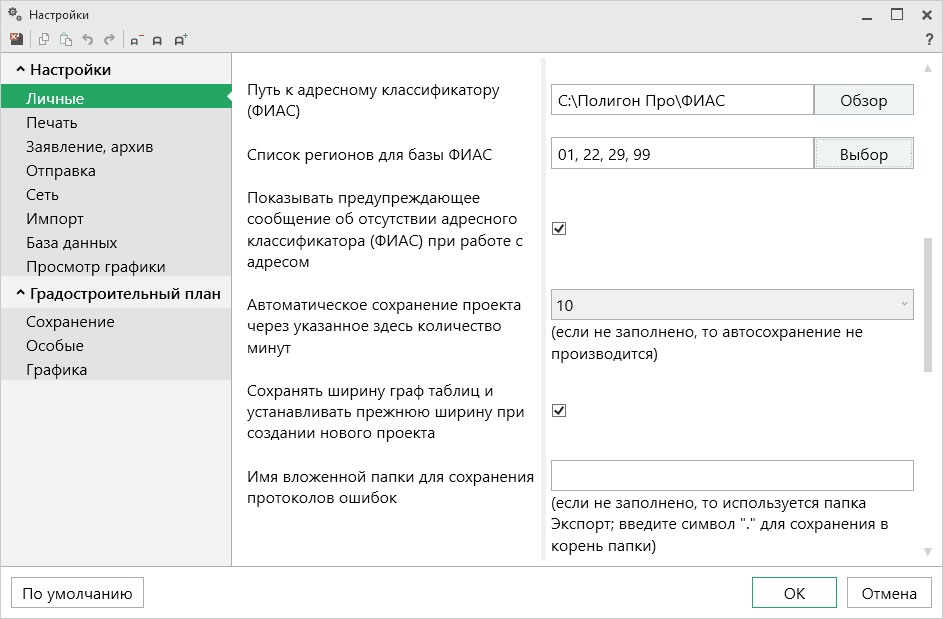 Настройки
?
Настройки
Личные
Печать
Заявление, архив
Отправка
Сеть
Импорт
База данных
Просмотр графики
Градостроительный план
Сохранение
Особые
Графика
Путь к адресному классификатору
(ФИАС)
C:\Полигон Про\ФИАС
Обзор
Список регионов для базы ФИАС
01, 22, 29, 99
Выбор
Показывать предупреждающее
сообщение об отсутствии адресного
классификатора (ФИАС) при работе с
адресом
Автоматическое сохранение проекта
через указанное здесь количество
минут
10
(если не заполнено, то автосохранение не
производится)
Сохранять ширину граф таблиц и
устанавливать прежнюю ширину при
создании нового проекта
Имя вложенной папки для сохранения
протоколов ошибок
(если не заполнено, то используется папка
Экспорт; введите символ "." для сохранения в
корень папки)
По умолчанию
ОК
Отмена